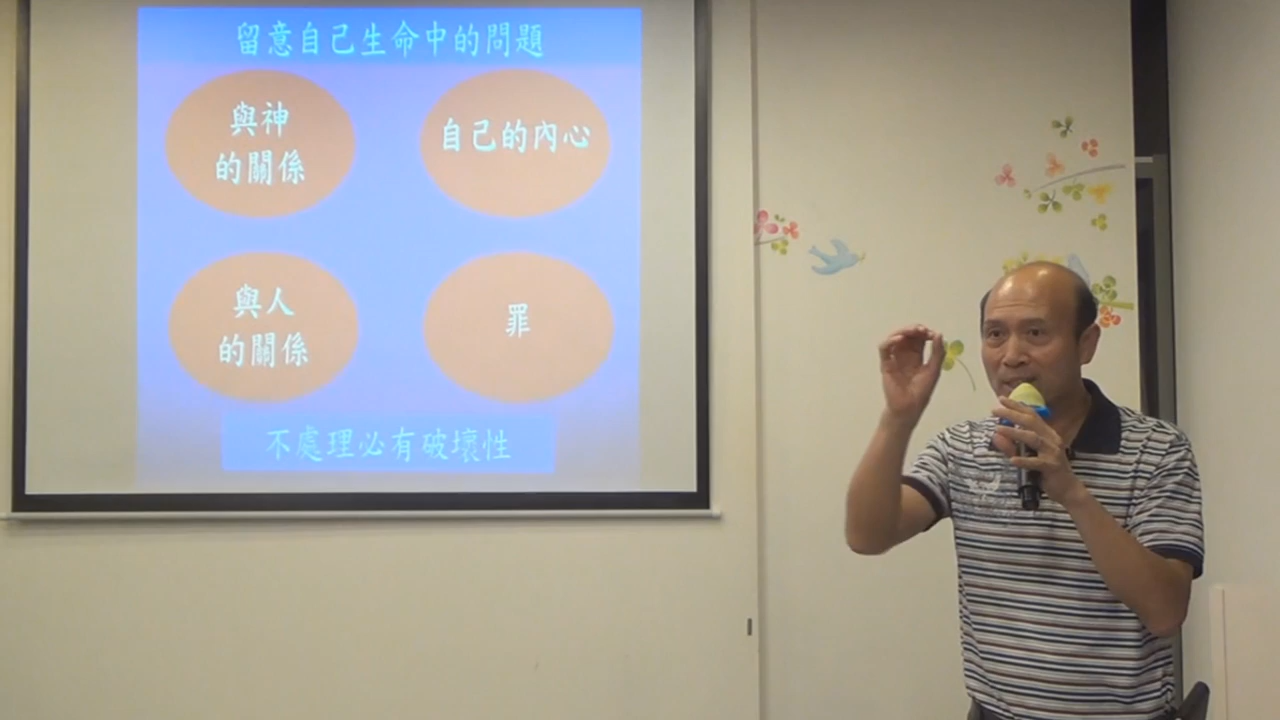 留意自己生命中的問題
與神
的關係
自己的內心
與人
的關係
罪
不處理必有破壞性